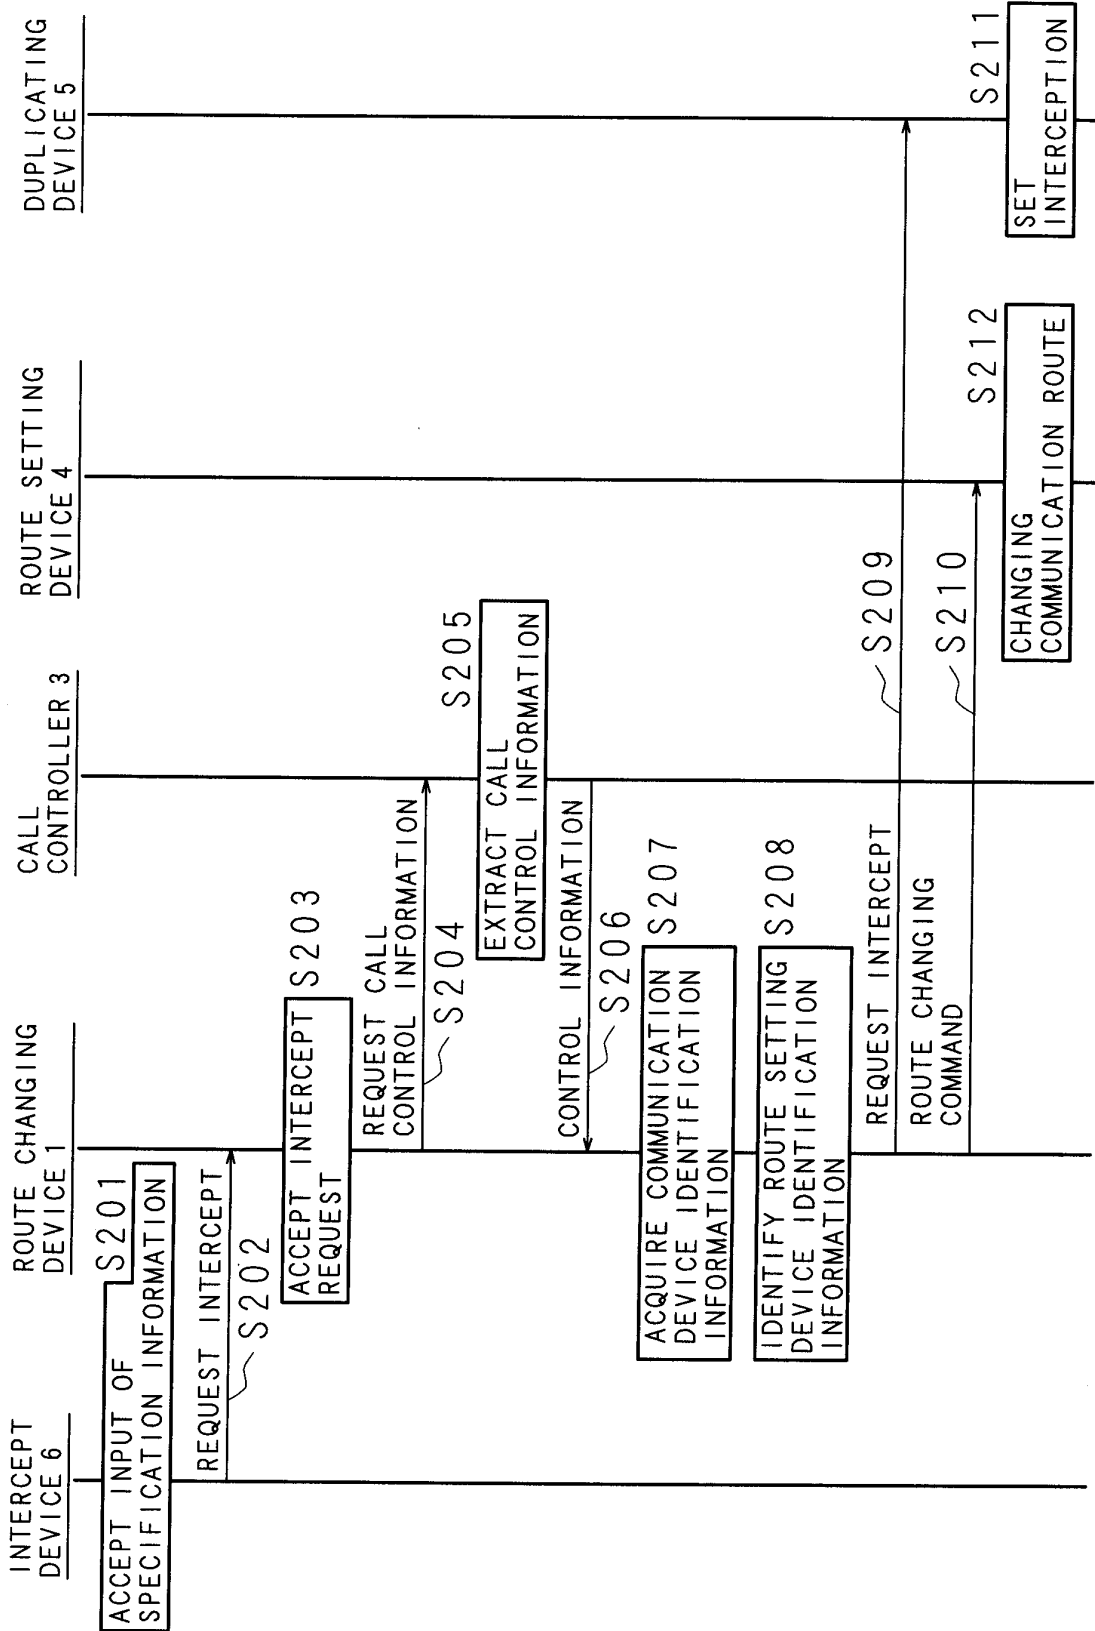 INTERCEPT
DEVICE 6
ROUTE CHANGING
DEVICE 1
CALL
CONTROLLER 3
ROUTE SETTING
DEVICE 4
DUPLICATING
DEVICE 5
S201
ACCEPT INPUT OF
SPECIFICATION INFORMATION
REQUEST INTERCEPT
S202
ACCEPT INTERCEPT
REQUEST
S203
REQUEST CALL
CONTROL INFORMATION
S204
S205
EXTRACT CALL
CONTROL INFORMATION
CONTROL INFORMATION
S206
ACQUIRE COMMUNICATION
DEVICE IDENTIFICATION
INFORMATION
S207
IDENTIFY ROUTE SETTING
DEVICE IDENTIFICATION
INFORMATION
S208
REQUEST INTERCEPT
S209
ROUTE CHANGING
COMMAND
S210
S212
CHANGING
COMMUNICATION ROUTE
S211
SET
INTERCEPTION